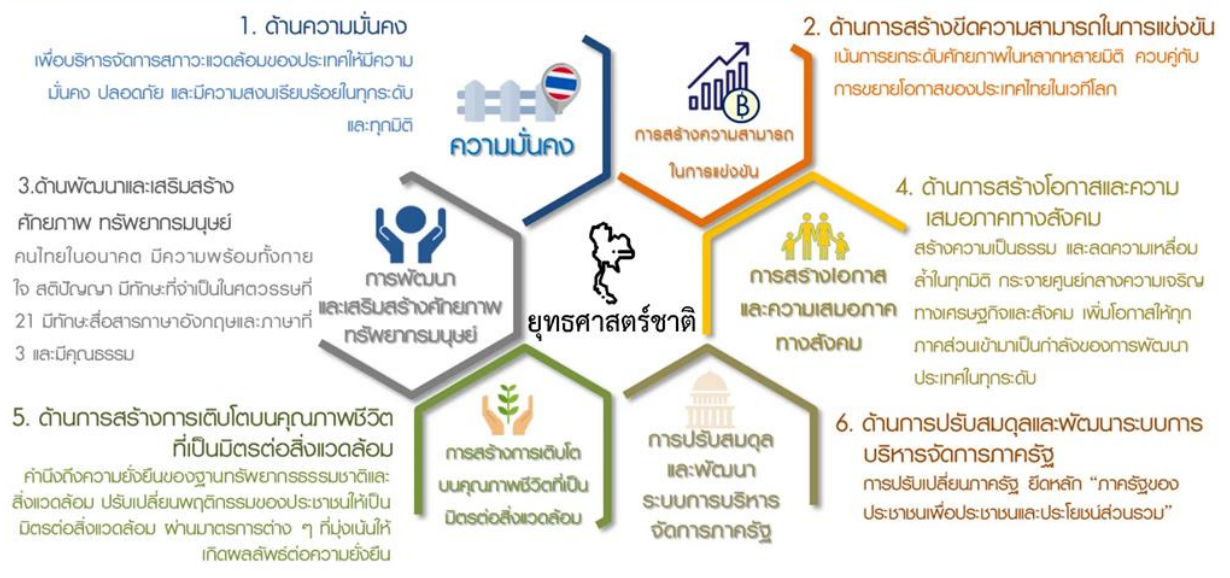 1. ด้านความมั่นคง
เพื่อบริหารจัดการสภาวะแวดล้อมของประเทศให้มีความ
มั่นคง ปลอดภัย และมีความสงบเรียบร้อยในทุกระดับ
และทุกมิติ
ความมั่นคง
2. ด้านการสร้างขีดความสามารถในการแข่งขัน
เน้นการยกระดับศักยภาพในหลากหลายมิติ ควบคู่กับ
การขยายโอกาสของประเทศไทยในเวทีโลก
การสร้างความสามารถ
ในการแข่งขัน
3.ด้านพัฒนาและเสริมสร้าง
ศักยภาพ ทรัพยากรมนุษย์
คนไทยในอนาคต มีความพร้อมทั้งกาย
ใจ สติปัญญา มีทักษะที่จำเป็นในศตวรรษที่
21 มีทักษะสื่อสารภาษาอังกฤษและภาษาที่
3 และมีคุณธรรม
การพัฒนา
และเสริมสร้างศักยภาพ
ทรัพยากรมนุษย์
ยุทธศาสตร์ชาติ
การสร้างโอกาส
และความเสมอภาค
ทางสังคม
4. ด้านการสร้างโอกาสและความ
เสมอภาคทางสังคม
สร้างความเป็นธรรม และลดความเหลื่อม
ล้ำในทุกมิติ กระจายศูนย์กลางความเจริญ
ทางเศรษฐกิจและสังคม เพิ่มโอกาสให้ทุก
ภาคส่วนเข้ามาเป็นกำลังของการพัฒนา
ประเทศในทุกระดับ
5. ด้านการสร้างการเติบโตบนคุณภาพชีวิต
ที่เป็นมิตรต่อสิ่งแวดล้อม
คำนึงถึงความยั่งยืนของฐานทรัพยากรธรรมชาติและ
สิ่งแวดล้อม ปรับเปลี่ยนพฤติกรรมของประชาชนให้เป็น
มิตรต่อสิ่งแวดล้อม ผ่านมาตรการต่าง ๆ ที่มุ่งเน้นให้
เกิดผลลัพธ์ต่อความยั่งยืน
การสร้างการเติบโต
บนคุณภาพชีวิตที่เป็น
มิตรต่อสิ่งแวดล้อม
การปรับสมดุล
และพัฒนา
ระบบการบริหาร
จัดการภาครัฐ
6. ด้านการปรับสมดุลและพัฒนาระบบการ
บริหารจัดการภาครัฐ
การปรับเปลี่ยนภาครัฐ ยึดหลัก “ภาครัฐของ
ประชาชนเพื่อประชาชนและประโยชน์ส่วนรวม”